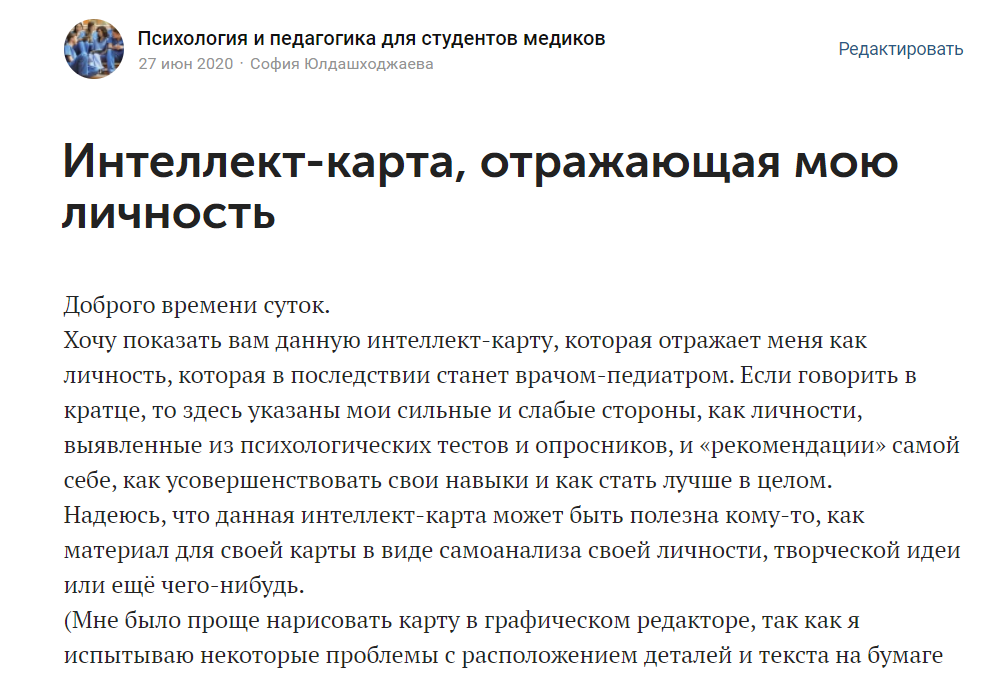 Психология и педагогика для студентов медиков
27 июн 2020 · София Юлдашходжаева
Редактировать
Интеллект-карта, отражающая мою
личность
Доброго времени суток.
Хочу показать вам данную интеллект-карту, которая отражает меня как
личность, которая в последствии станет врачом-педиатром. Если говорить в
кратце, то здесь указаны мои сильные и слабые стороны, как личности,
выявленные из психологических тестов и опросников, и «рекомендации» самой
себе, как усовершенствовать свои навыки и как стать лучше в целом.
Надеюсь, что данная интеллект-карта может быть полезна кому-то, как
материал для своей карты в виде самоанализа своей личности, творческой идеи
или ещё чего-нибудь.
(Мне было проще нарисовать карту в графическом редакторе, так как я
испытываю некоторые проблемы с расположением деталей и текста на бумаге